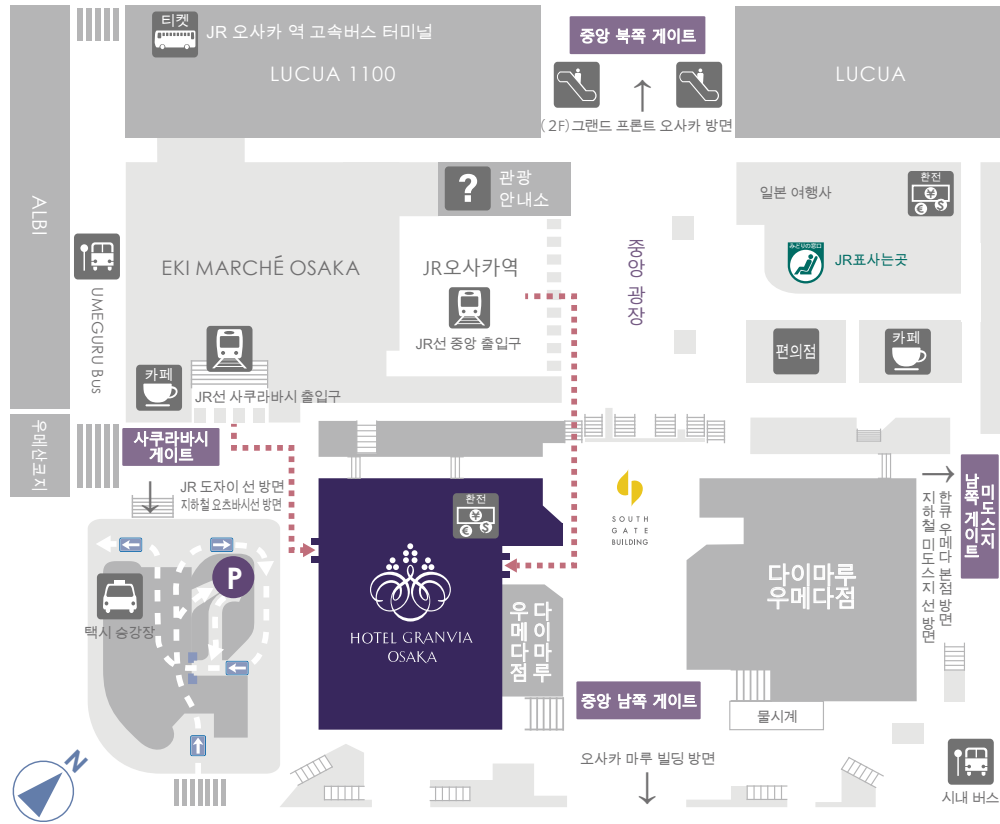 티켓
JR 오사카 역 고속버스 터미널
LUCUA 1100
중앙 북쪽 게이트
(2F)그랜드 프론트 오사카 방면
LUCUA
ALBI
UMEGURU BUS
우메산코지
EKI MARCHÉ OSAKA
?
관광
안내소
JR오사카역
JR선 중앙 출입구
중앙 광장
일본 여행사
환전
¥
€
$
みどりの窓口
JR표사는곳
편의점
카페
카페
JR선 사쿠라바시 출입구
사쿠라바시
게이트
JR 도자이 선 방면
지하철 요츠바시선 방면
환전
¥
€
$
SOUTH
GATE
BUILDING
미도스지
남쪽 게이트
한큐 우메다 본점 방면
지하철 미도스지 선 방면
P
택시 승강장
HOTEL GRANVIA
OSAKA
다이마루
우메다점
다이마루
우메다점
중앙 남쪽 게이트
물시계
오사카 마루 빌딩 방면
시내 버스
N